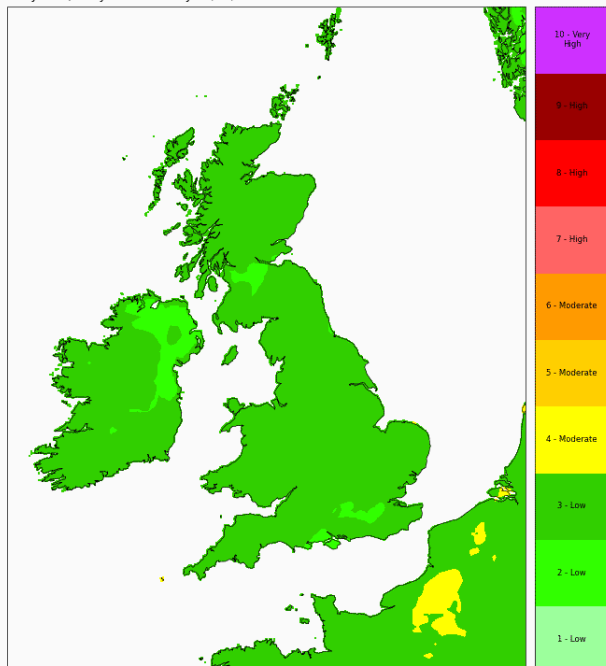 10 - Very
High
9 - High
8 - High
7 - High
6 - Moderate
5 - Moderate
4 - Moderate
3 - Low
2 - Low
1 - Low